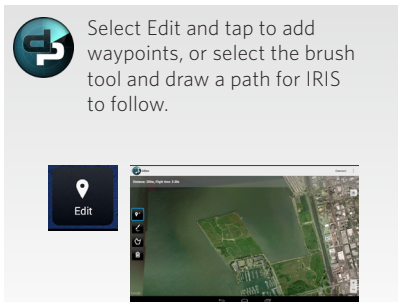 Select Edit and tap to add
waypoints, or select the brush
tool and draw a path for IRIS
to follow.
Edit